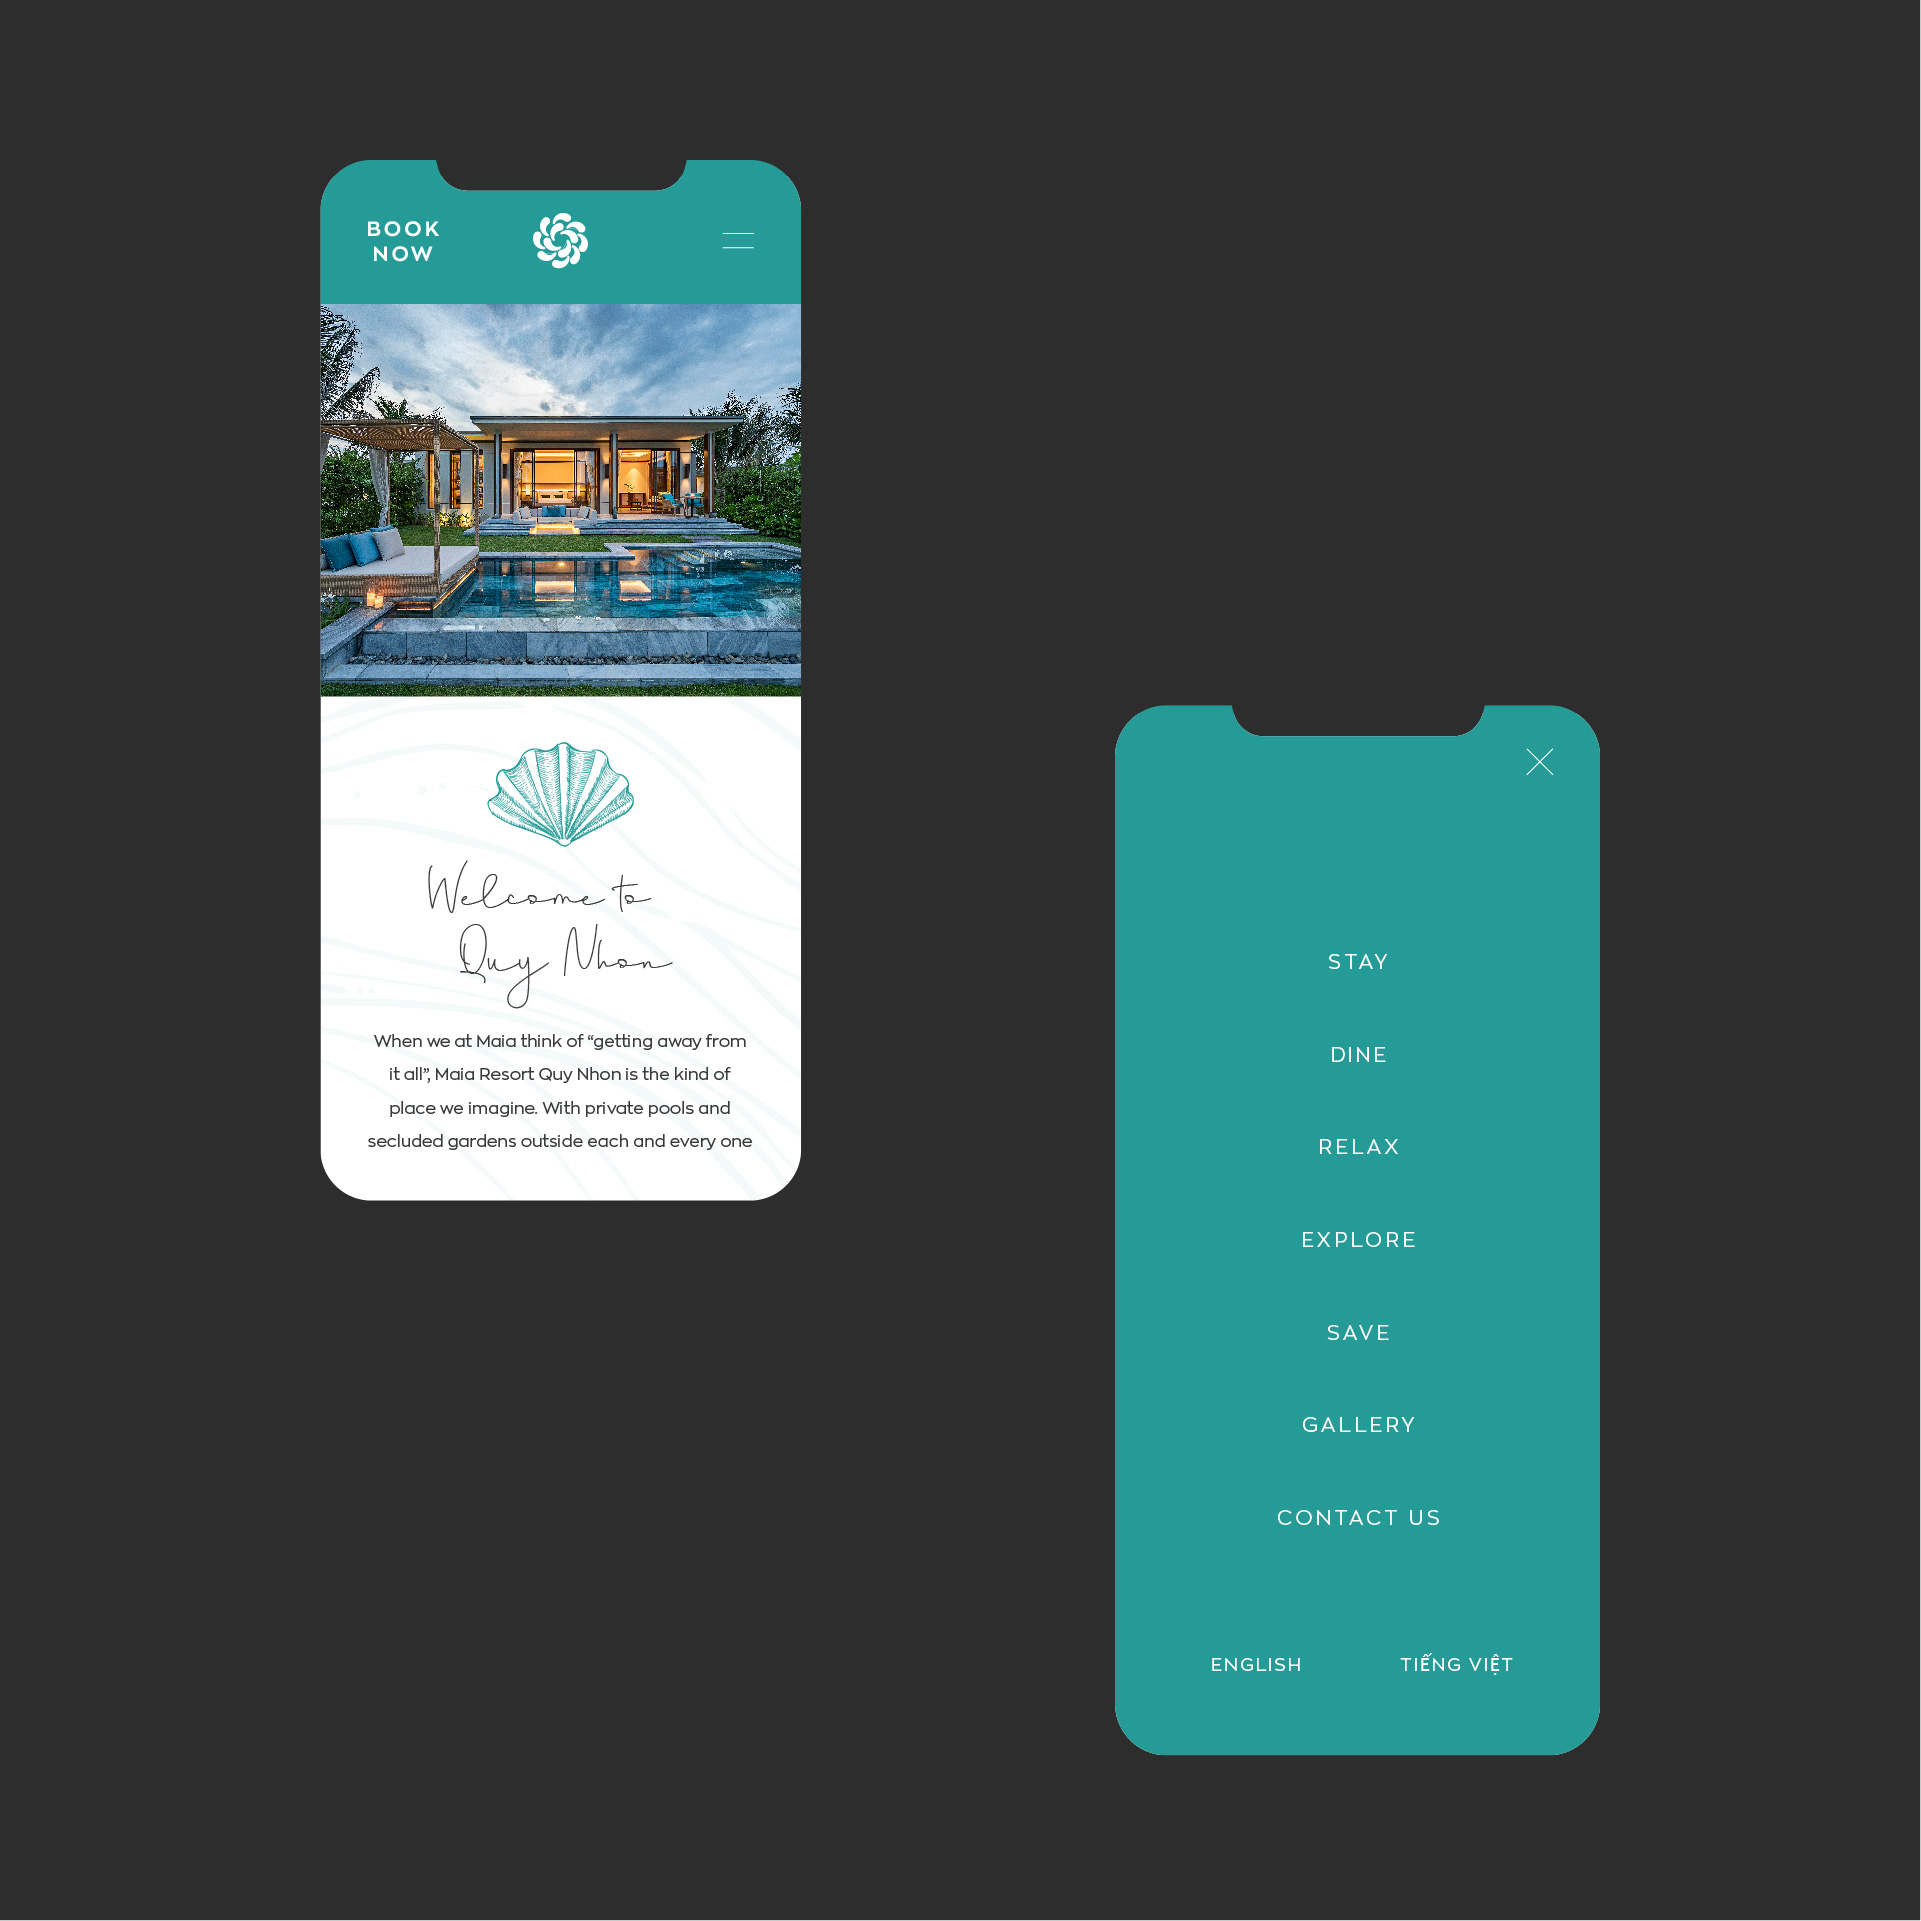 BOOK
NOW
Welcome to
Quy Nhon
When we at Maia think of “getting away from
it all”, Maia Resort Quy Nhon is the kind of
place we imagine. With private pools and
secluded gardens outside each and every one
STAY
DINE
RELAX
EXPLORE
SAVE
GALLERY
CONTACT US
ENGLISH TIẾNG VIỆT